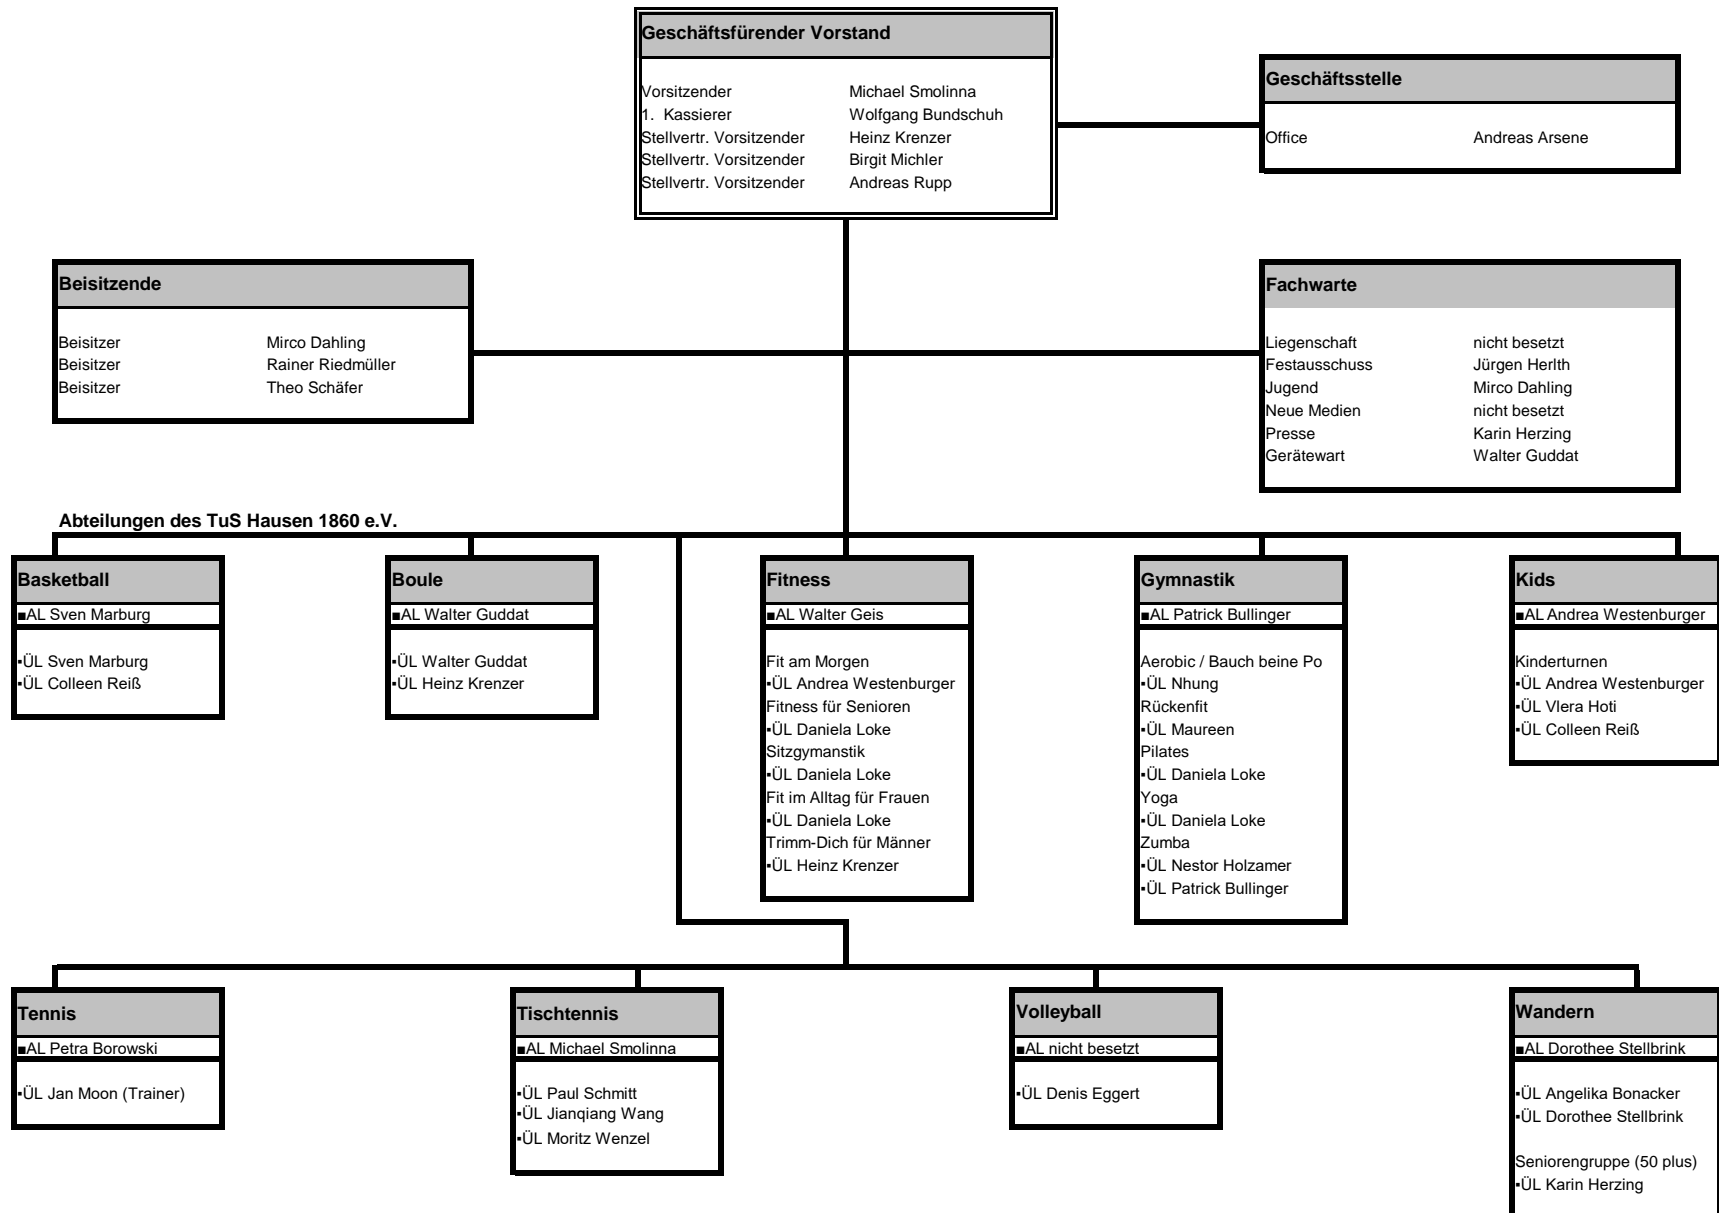 Geschäftsfürender Vorstand
Vorsitzender Michael Smolinna
1. Kassierer Wolfgang Bundschuh
Stellvertr. Vorsitzender Heinz Krenzer
Stellvertr. Vorsitzender Birgit Michler
Stellvertr. Vorsitzender Andreas Rupp
Geschäftsstelle
Office Andreas Arsene
Beisitzende
Beisitzer Mirco Dahling
Beisitzer Rainer Riedmüller
Beisitzer Theo Schäfer
Fachwarte
Liegenschaft nicht besetzt
Festausschuss Jürgen Herlth
Jugend Mirco Dahling
Neue Medien nicht besetzt
Presse Karin Herzing
Gerätewart Walter Guddat
Abteilungen des TuS Hausen 1860 e.V.
Basketball
■AL Sven Marburg
▪ÜL Sven Marburg
▪ÜL Colleen Reiß
Boule
■AL Walter Guddat
▪ÜL Walter Guddat
▪ÜL Heinz Krenzer
Fitness
■AL Walter Geis
Fit am Morgen
▪ÜL Andrea Westenburger
Fitness für Senioren
▪ÜL Daniela Loke
Sitzgymanstik
▪ÜL Daniela Loke
Fit im Alltag für Frauen
▪ÜL Daniela Loke
Trimm-Dich für Männer
▪ÜL Heinz Krenzer
Gymnastik
■AL Patrick Bullinger
Aerobic / Bauch beine Po
▪ÜL Nhung
Rückenfit
▪ÜL Maureen
Pilates
▪ÜL Daniela Loke
Yoga
▪ÜL Daniela Loke
Zumba
▪ÜL Nestor Holzamer
▪ÜL Patrick Bullinger
Kids
■AL Andrea Westenburger
Kinderturnen
▪ÜL Andrea Westenburger
▪ÜL Vlera Hoti
▪ÜL Colleen Reiß
Tennis
■AL Petra Borowski
▪ÜL Jan Moon (Trainer)
Tischtennis
■AL Michael Smolinna
▪ÜL Paul Schmitt
▪ÜL Jianqiang Wang
▪ÜL Moritz Wenzel
Volleyball
■AL nicht besetzt
▪ÜL Denis Eggert
Wandern
■AL Dorothee Stellbrink
▪ÜL Angelika Bonacker
▪ÜL Dorothee Stellbrink
Seniorengruppe (50 plus)
▪ÜL Karin Herzing